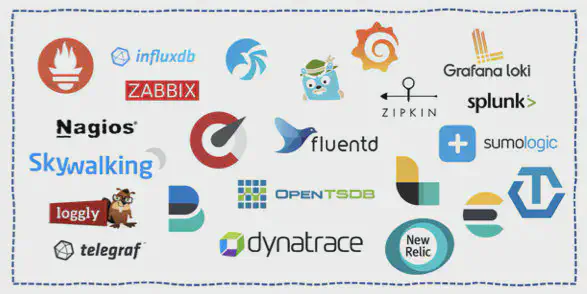 influxdb
ZABBIX
Grafana loki
ZIPKIN
splunk>
Nagios®
fluentd
sumologic
Skywalking
loggly
OPENTSDB
telegraf
dynatrace
New
Relic